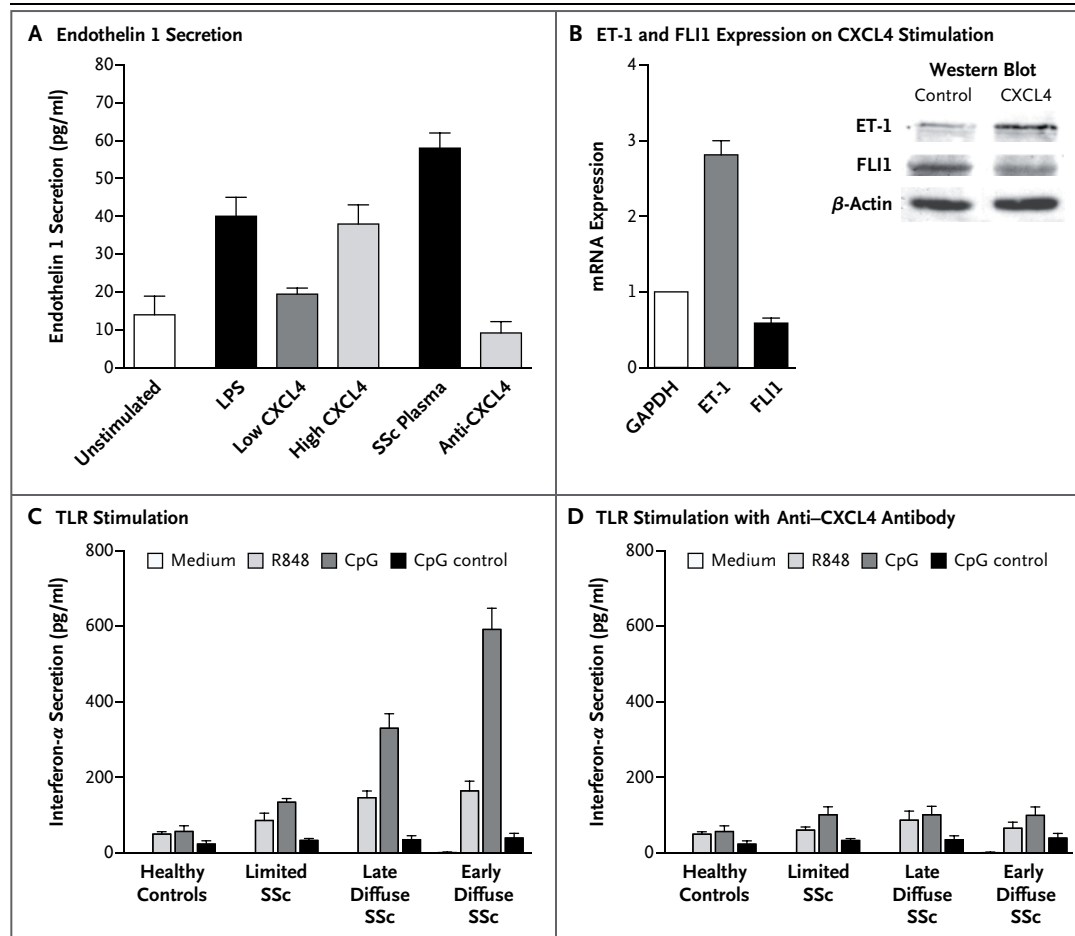 A Endothelin 1 Secretion
Endothelin 1 Secretion (pg/ml)
80
70
60
50
40
30
20
10
0
Unstimulated
LPS
Low CXCL4
High CXCL4
SSc Plasma
Anti-CXCL4
B ET-1 and FLI1 Expression on CXCL4 Stimulation
mRNA Expression
4
3
2
1
0
GAPDH
ET-1
FLI1
Western Blot
Control CXCL4
ET-1
FLI1
β-Actin
C TLR Stimulation
Medium R848 CpG CpG control
Interferon-α Secretion (pg/ml)
800
600
400
200
0
Healthy
Controls
Limited
SSc
Late
Diffuse
SSc
Early
Diffuse
SSc
D TLR Stimulation with Anti–CXCL4 Antibody
Medium R848 CpG CpG control
Interferon-α Secretion (pg/ml)
800
600
400
200
0
Healthy
Controls
Limited
SSc
Late
Diffuse
SSc
Early
Diffuse
SSc